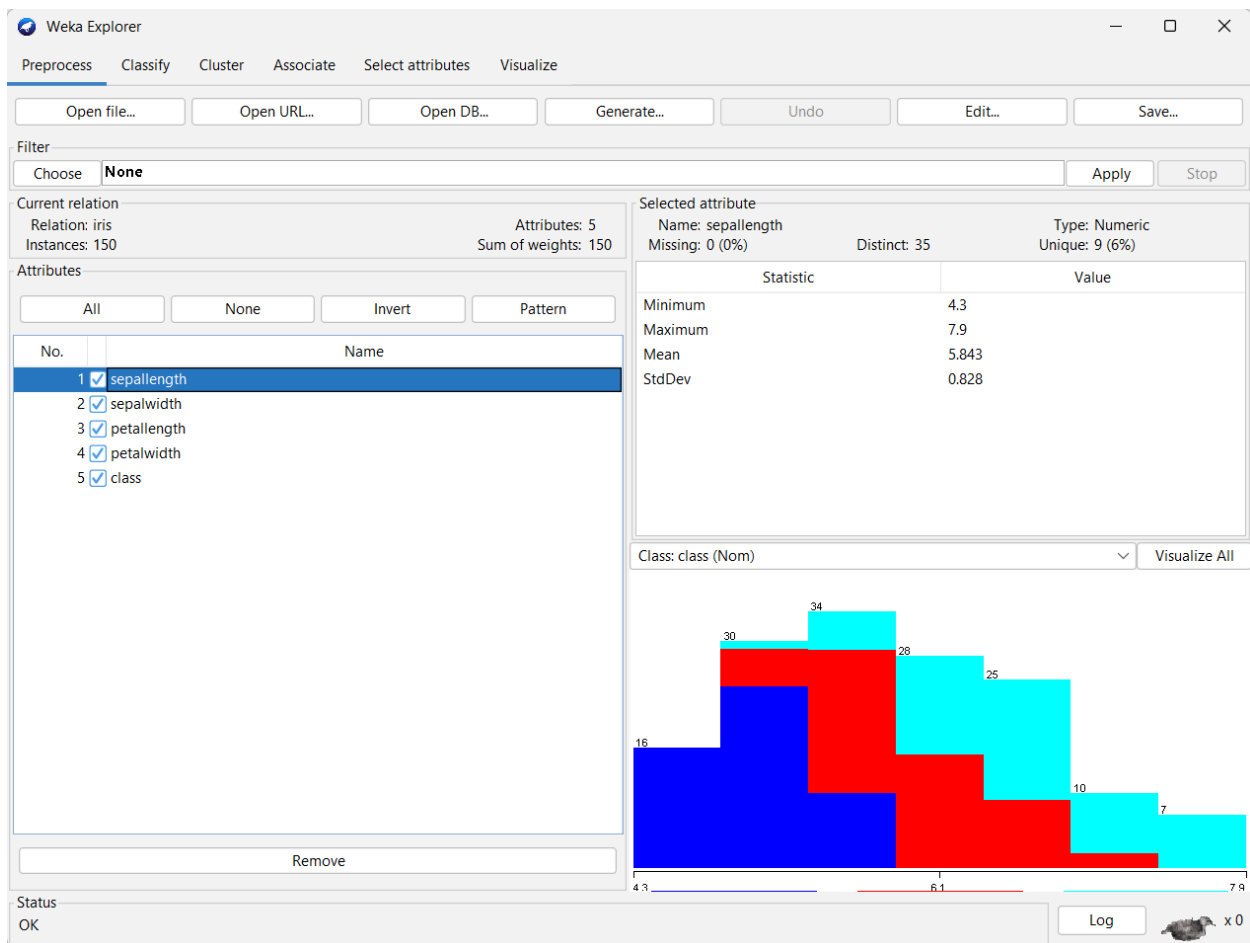 Weka Explorer
Preprocess Classify Cluster Associate Select attributes Visualize
Open file... Open URL... Open DB... Generate... Undo Edit... Save...
Filter
Choose None Apply Stop
Current relation
Relation: iris Attributes: 5
Instances: 150 Sum of weights: 150
Attributes
All None Invert Pattern
No. Name
1 sepallength
2 sepalwidth
3 petallength
4 petalwidth
5 class
Remove
Selected attribute
Name: sepallength Type: Numeric
Missing: 0 (0%) Distinct: 35 Unique: 9 (6%)
Statistic Value
Minimum 4.3
Maximum 7.9
Mean 5.843
StdDev 0.828
Class: class (Nom) Visualize All
34
30
28
25
16
10
7
4.3 6.1 7.9
Status
OK
Log x 0